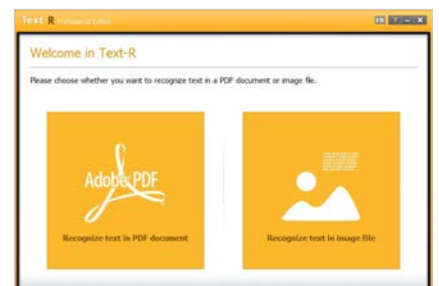 Text-R Professional Edition
EN ? – X
Welcome in Text-R
Please choose whether you want to recognize text in a PDF document or image file.
Adobe PDF
Recognize text in PDF document
Recognize text in image file